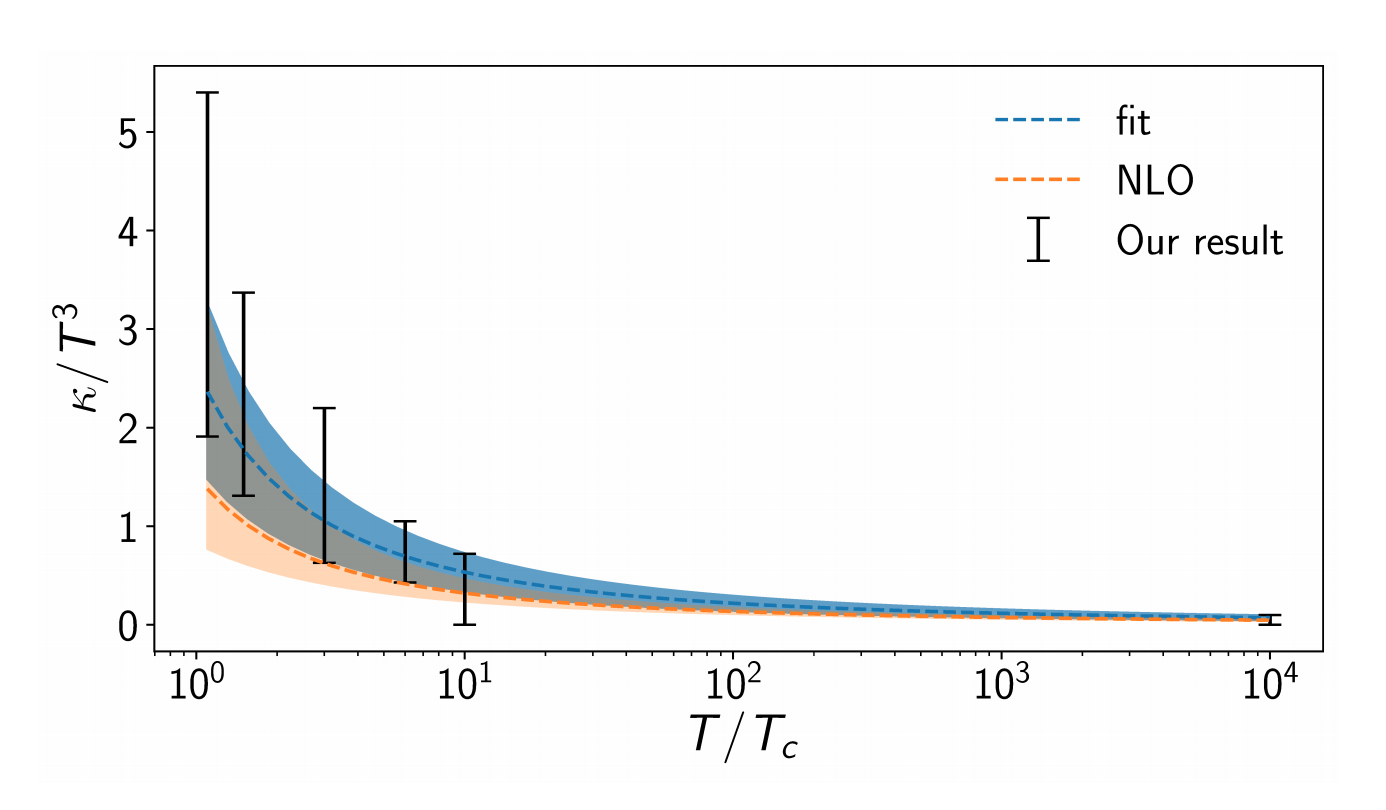 fit
NLO
Our result
5
4
3
2
1
0
κ/T³
10⁰ 10¹ 10² 10³ 10⁴
T/T_c